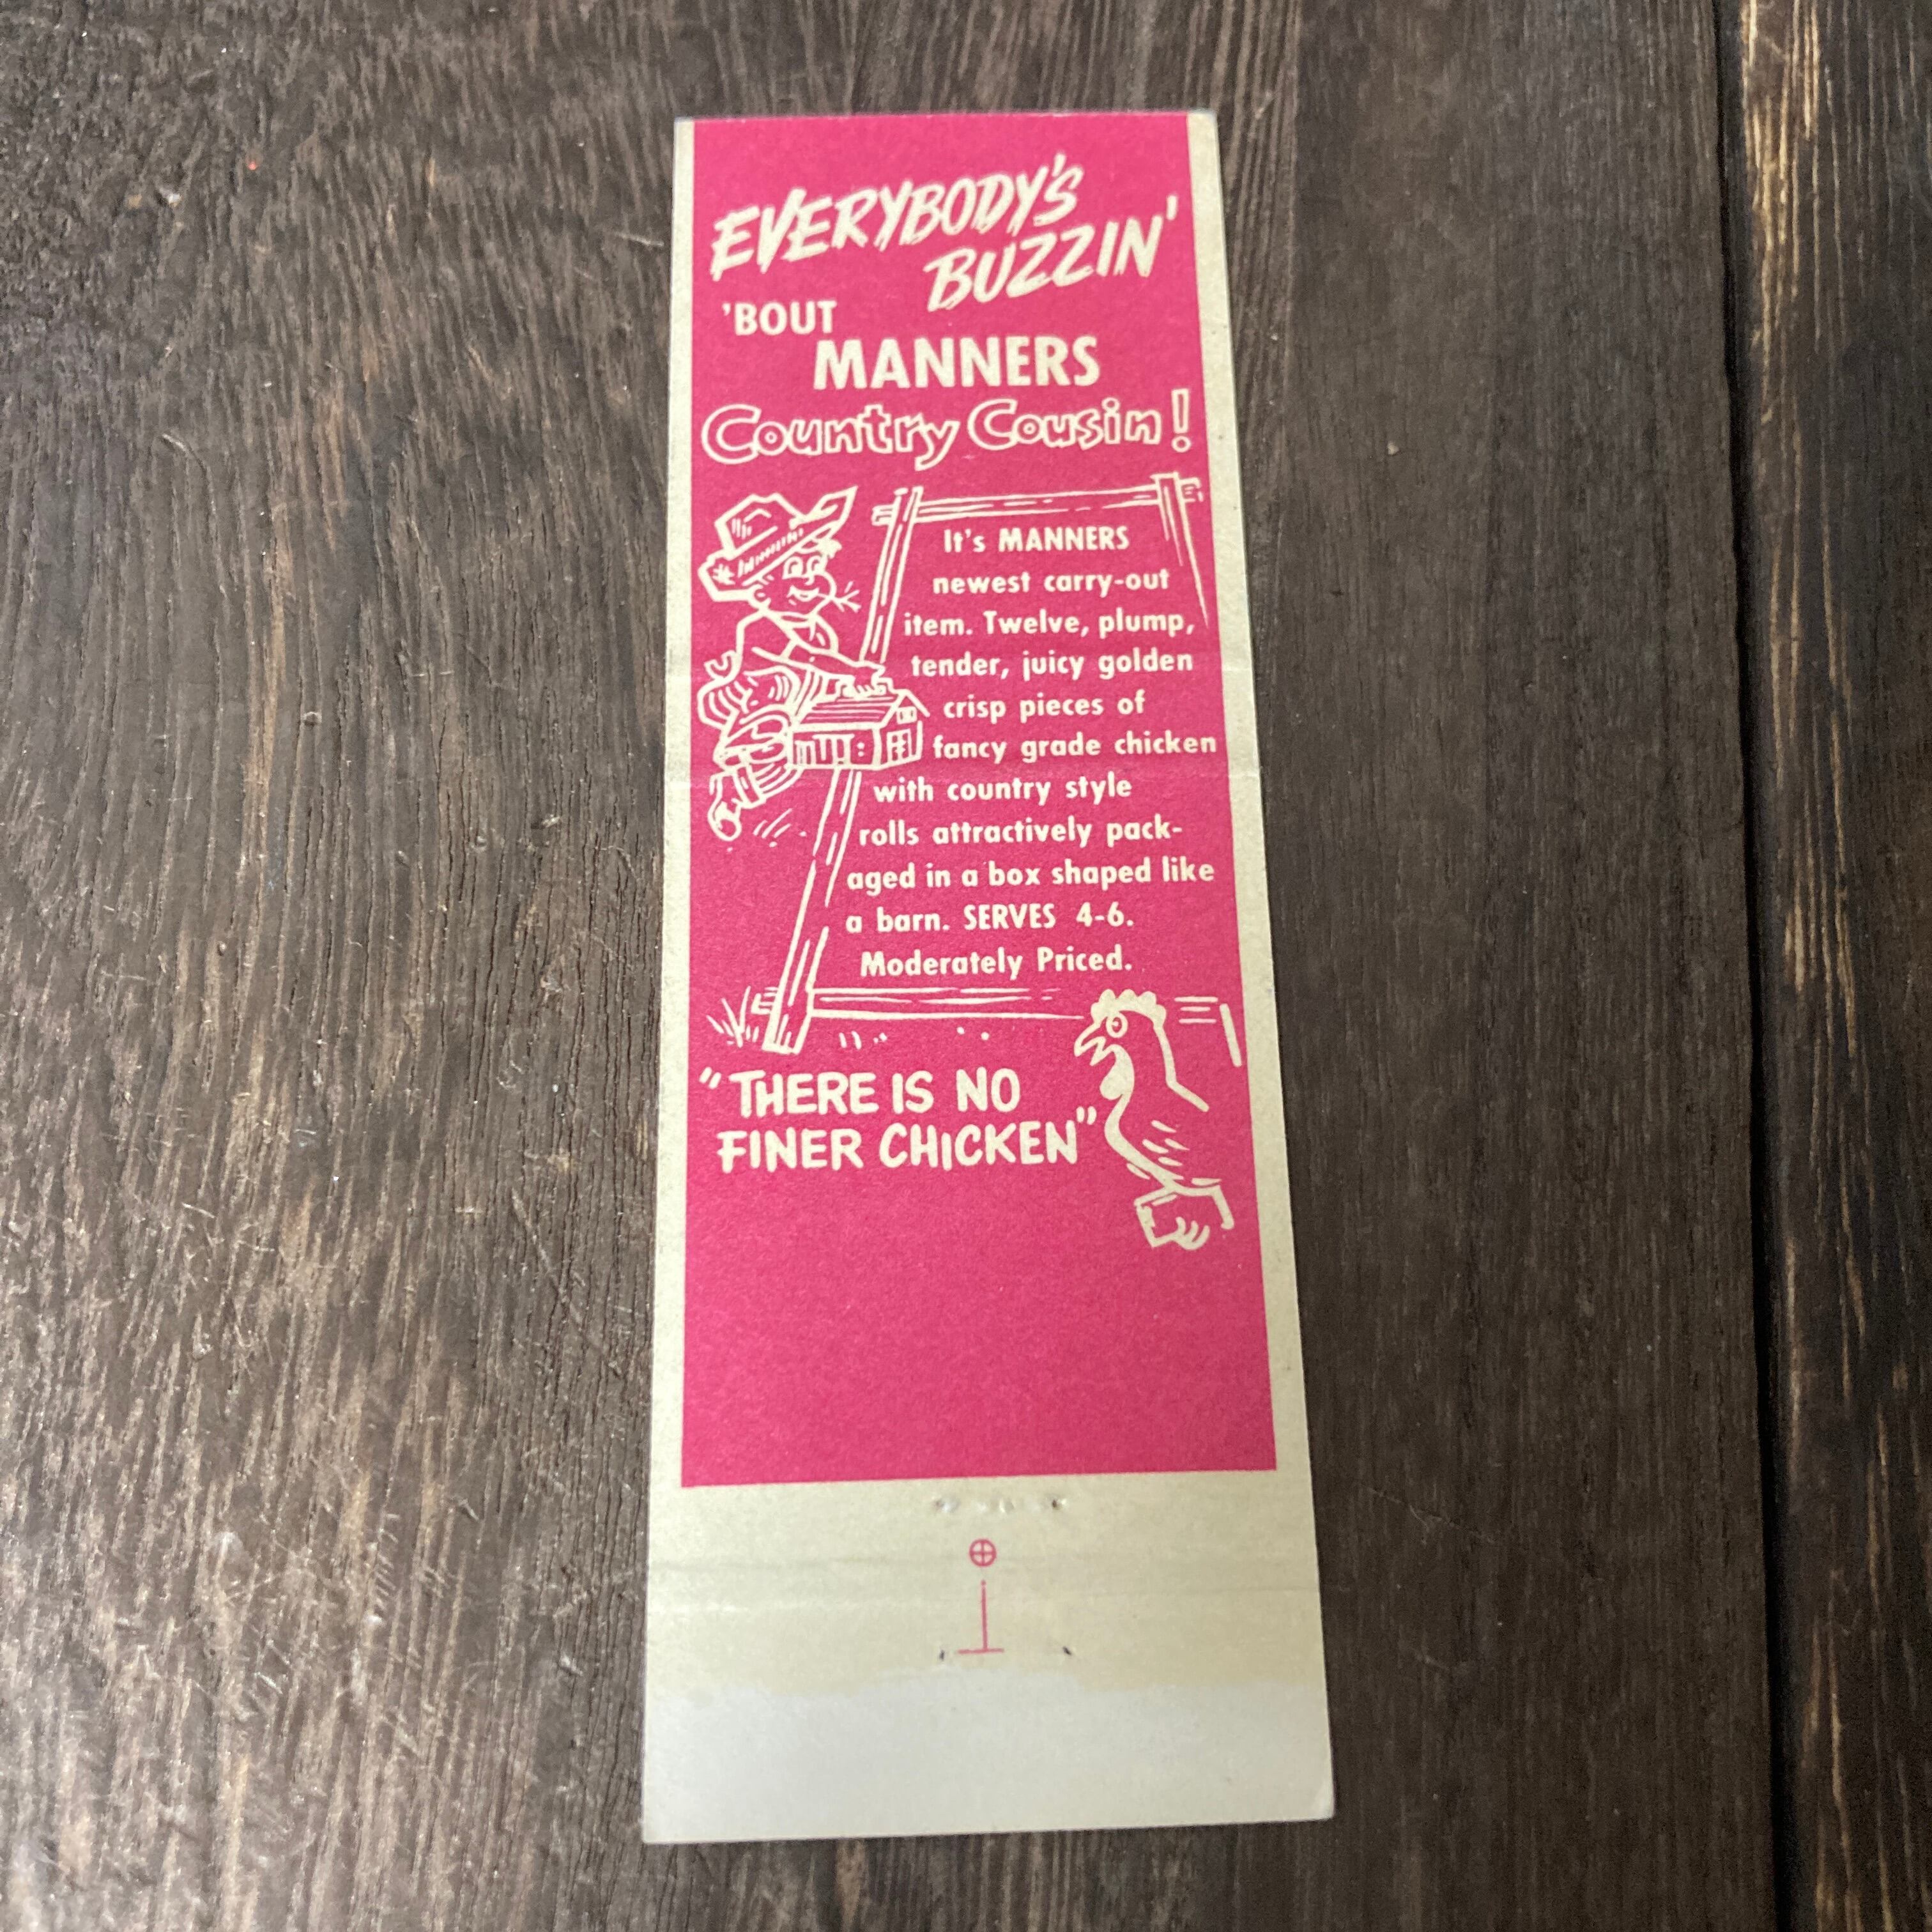 EVERYBODY'S
BUZZIN'
'BOUT
MANNERS
Country Cousin!
It's MANNERS
newest carry-out
item. Twelve, plump,
tender, juicy golden
crisp pieces of
fancy grade chicken
with country style
rolls attractively pack-
aged in a box shaped like
a barn. SERVES 4-6.
Moderately Priced.
"THERE IS NO
FINER CHICKEN"